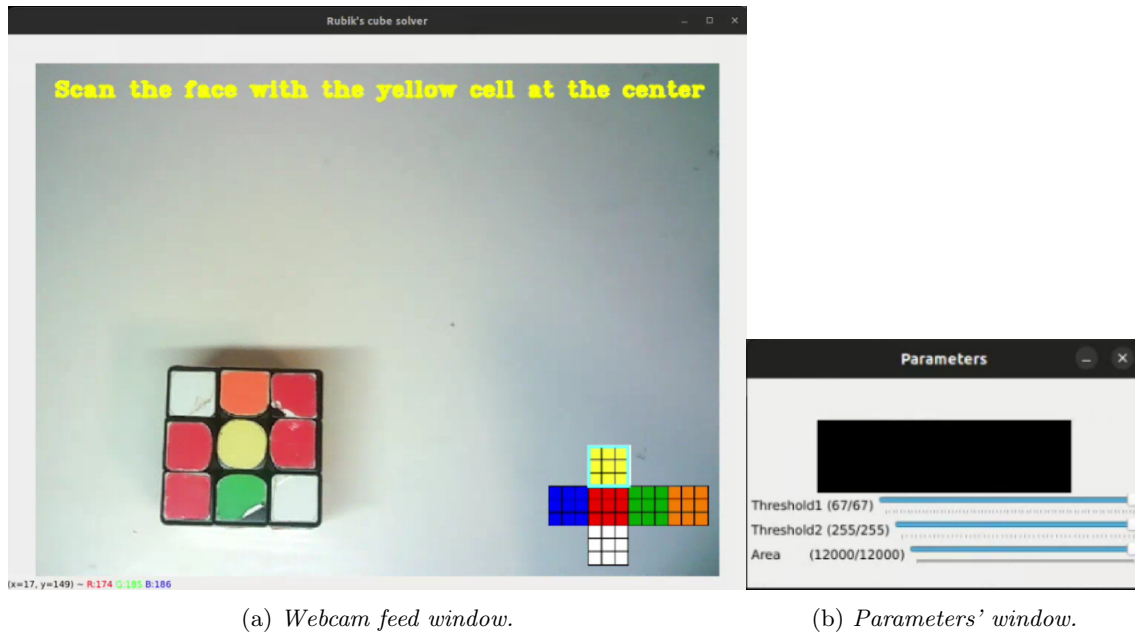 Rubik's cube solver
Scan the face with the yellow cell at the center
(x=17, y=149) ~ R:174 G:185 B:186
Parameters
Threshold1 (67/67)
Threshold2 (255/255)
Area (12000/12000)
(a) Webcam feed window.
(b) Parameters' window.